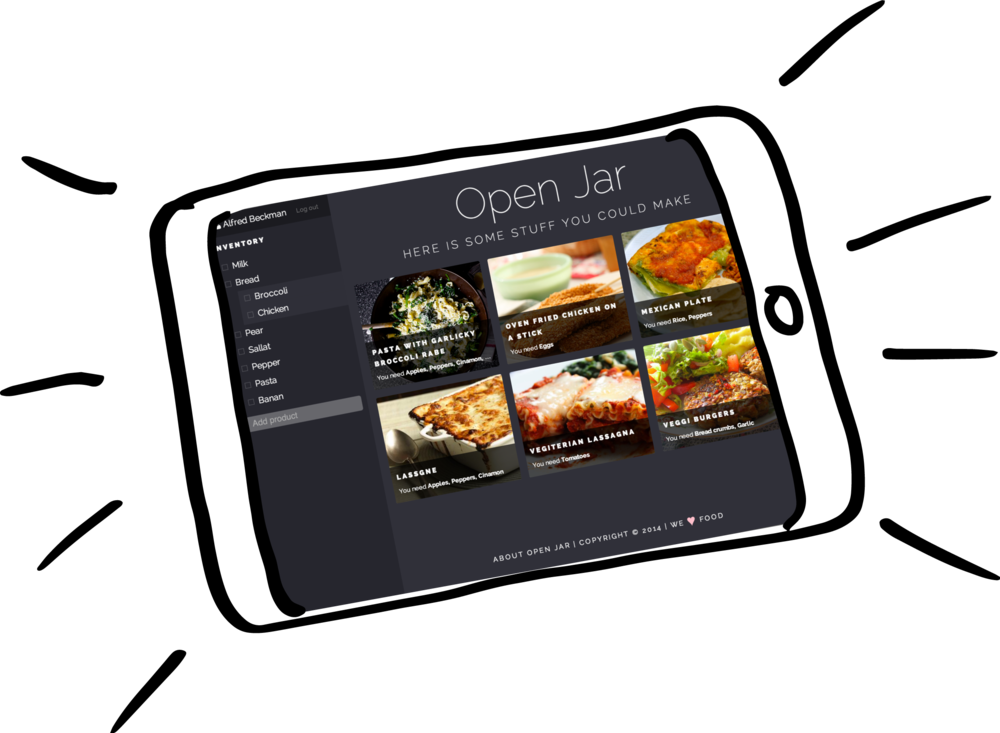 Alfred Beckman Log out
NVENTORY
Milk
Bread
Broccoli
Chicken
Pear
Sallat
Pepper
Pasta
Banan
Add product
Open Jar
HERE IS SOME STUFF YOU COULD MAKE
PASTA WITH GARLICKY
BROCCOLI RABE
You need Apples, Peppers, Cinamon, ...
OVEN FRIED CHICKEN ON
A STICK
You need Eggs
MEXICAN PLATE
You need Rice, Peppers
LASSGNE
You need Apples, Peppers, Cinamon
VEGITERIAN LASSAGNA
You need Tomatoes
VEGGI BURGERS
You need Bread crumbs, Garlic
ABOUT OPEN JAR | COPYRIGHT © 2014 | WE ♥ FOOD